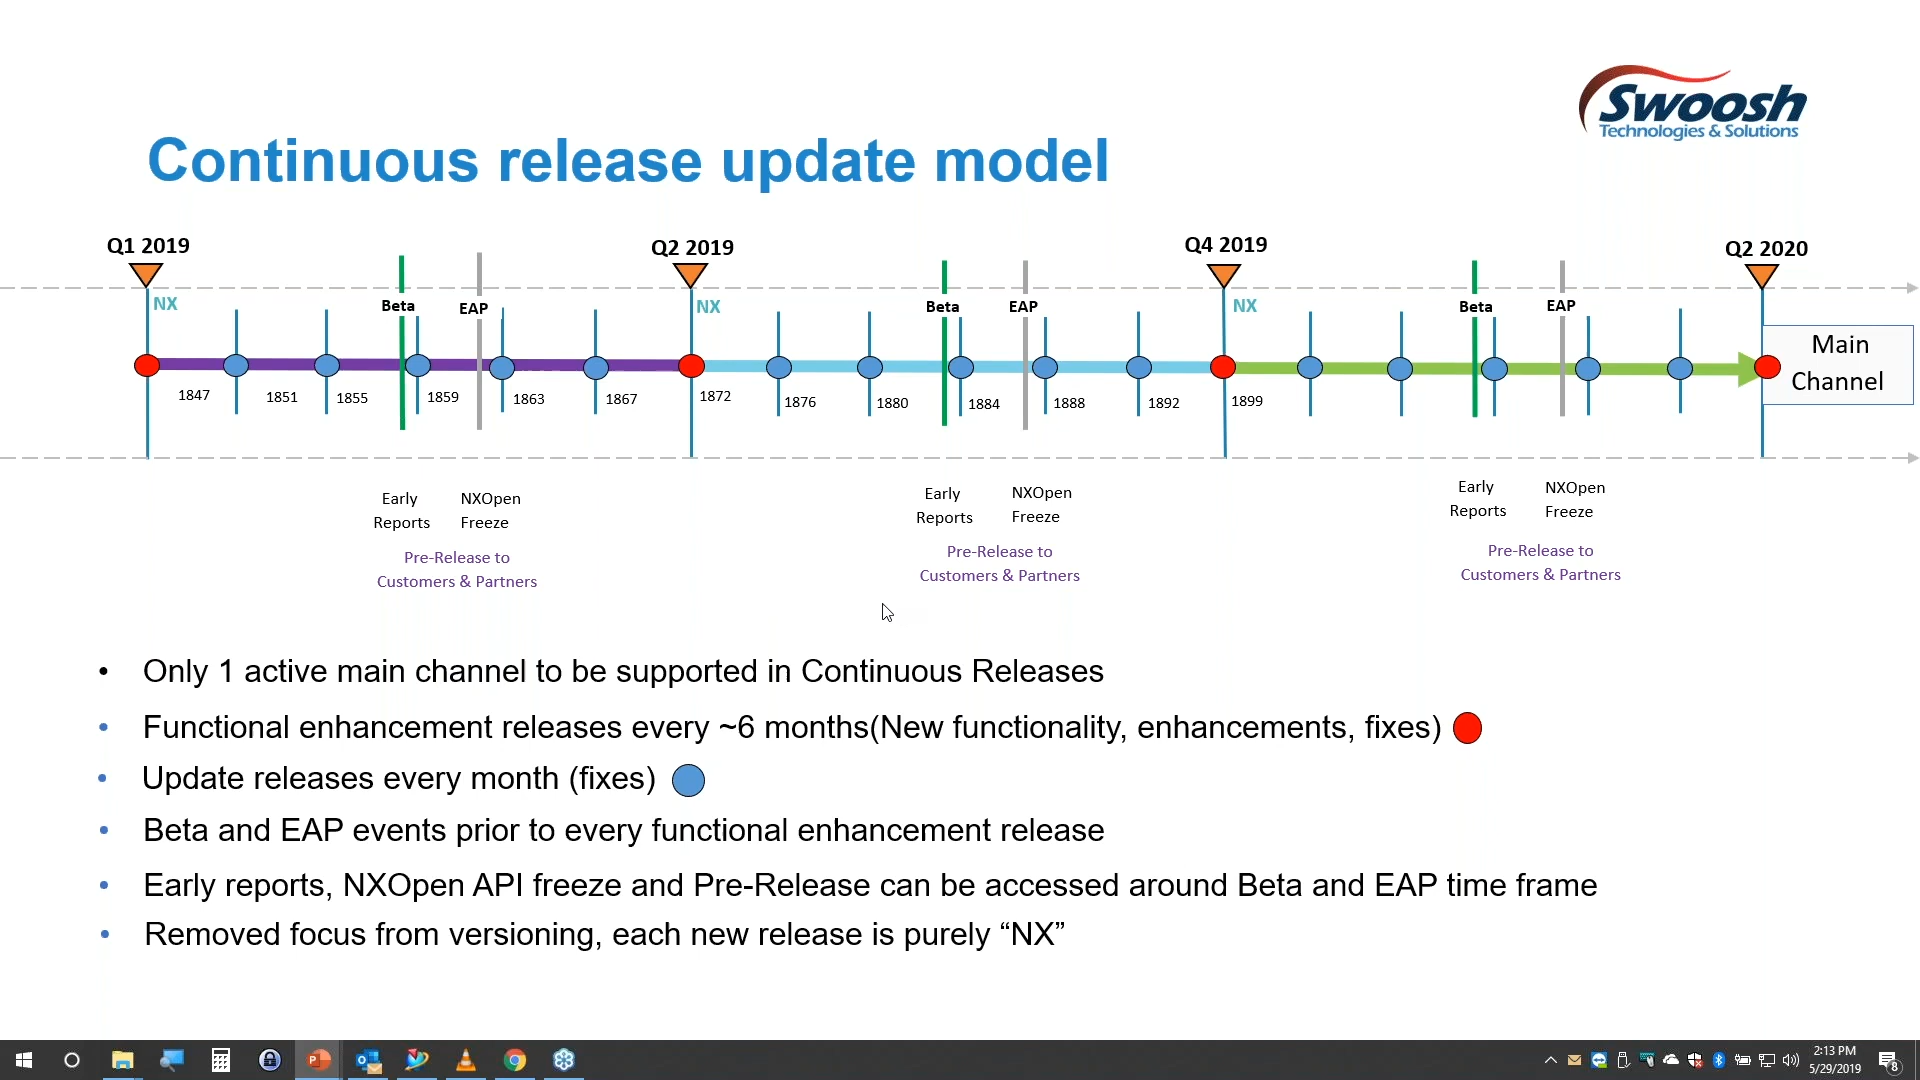 Swoosh
Technologies & Solutions
Continuous release update model
Q1 2019
Q2 2019
Q4 2019
Q2 2020
NX
Beta
EAP
NX
Beta
EAP
NX
Beta
EAP
Main
Channel
1847
1851
1855
1859
1863
1867
1872
1876
1880
1884
1888
1892
1899
Early
Reports
NXOpen
Freeze
Pre-Release to
Customers & Partners
Early
Reports
NXOpen
Freeze
Pre-Release to
Customers & Partners
Early
Reports
NXOpen
Freeze
Pre-Release to
Customers & Partners
• Only 1 active main channel to be supported in Continuous Releases
• Functional enhancement releases every ~6 months(New functionality, enhancements, fixes)
• Update releases every month (fixes)
• Beta and EAP events prior to every functional enhancement release
• Early reports, NXOpen API freeze and Pre-Release can be accessed around Beta and EAP time frame
• Removed focus from versioning, each new release is purely “NX”
2:13 PM
5/29/2019
8